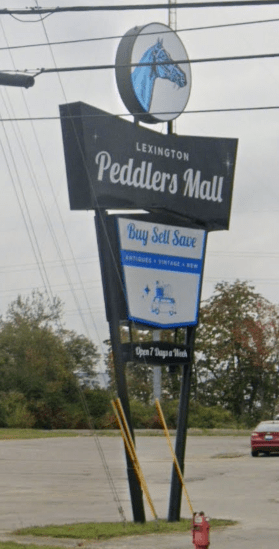 LEXINGTON
Peddlers Mall
Buy Sell Save
ANTIQUES • VINTAGE • NEW
Open 7 Days a Week